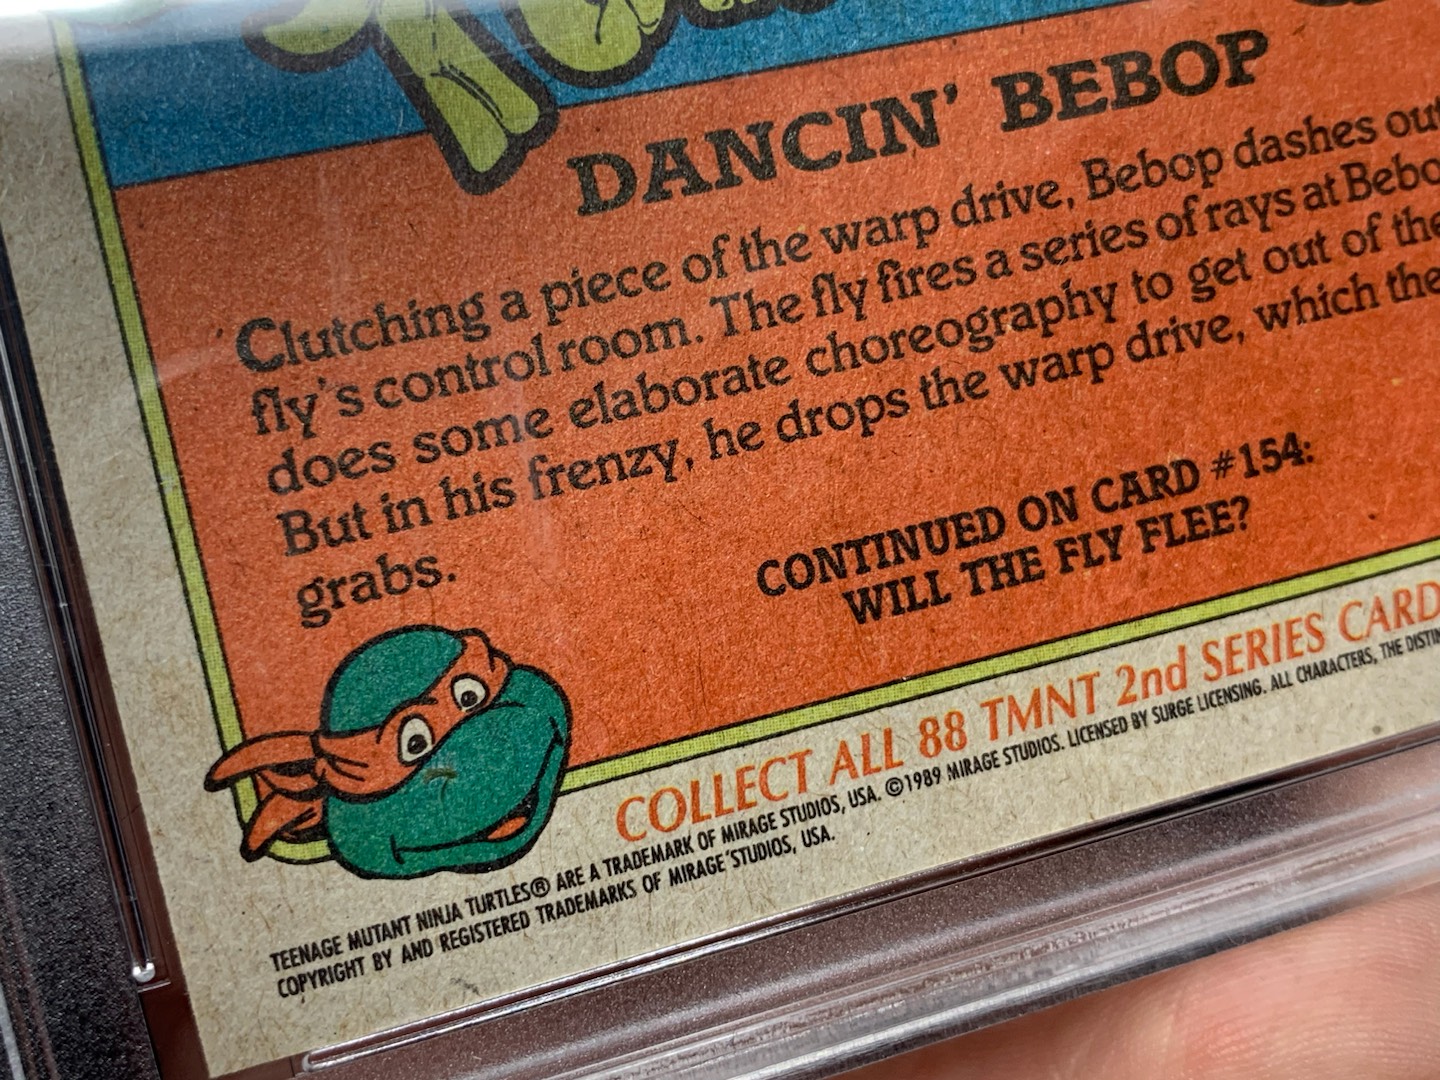 DANCIN' BEBOP
Clutching a piece of the warp drive, Bebop dashes out
fly's control room. The fly fires a series of rays at Bebo
does some elaborate choreography to get out of the
But in his frenzy, he drops the warp drive, which the
grabs.
CONTINUED ON CARD #154:
WILL THE FLY FLEE?
COLLECT ALL 88 TMNT 2nd SERIES CARD
TEENAGE MUTANT NINJA TURTLES® ARE A TRADEMARK OF MIRAGE STUDIOS, USA. ©1989 MIRAGE STUDIOS. LICENSED BY SURGE LICENSING. ALL CHARACTERS, THE DISTIN
COPYRIGHT BY AND REGISTERED TRADEMARKS OF MIRAGE STUDIOS, USA.